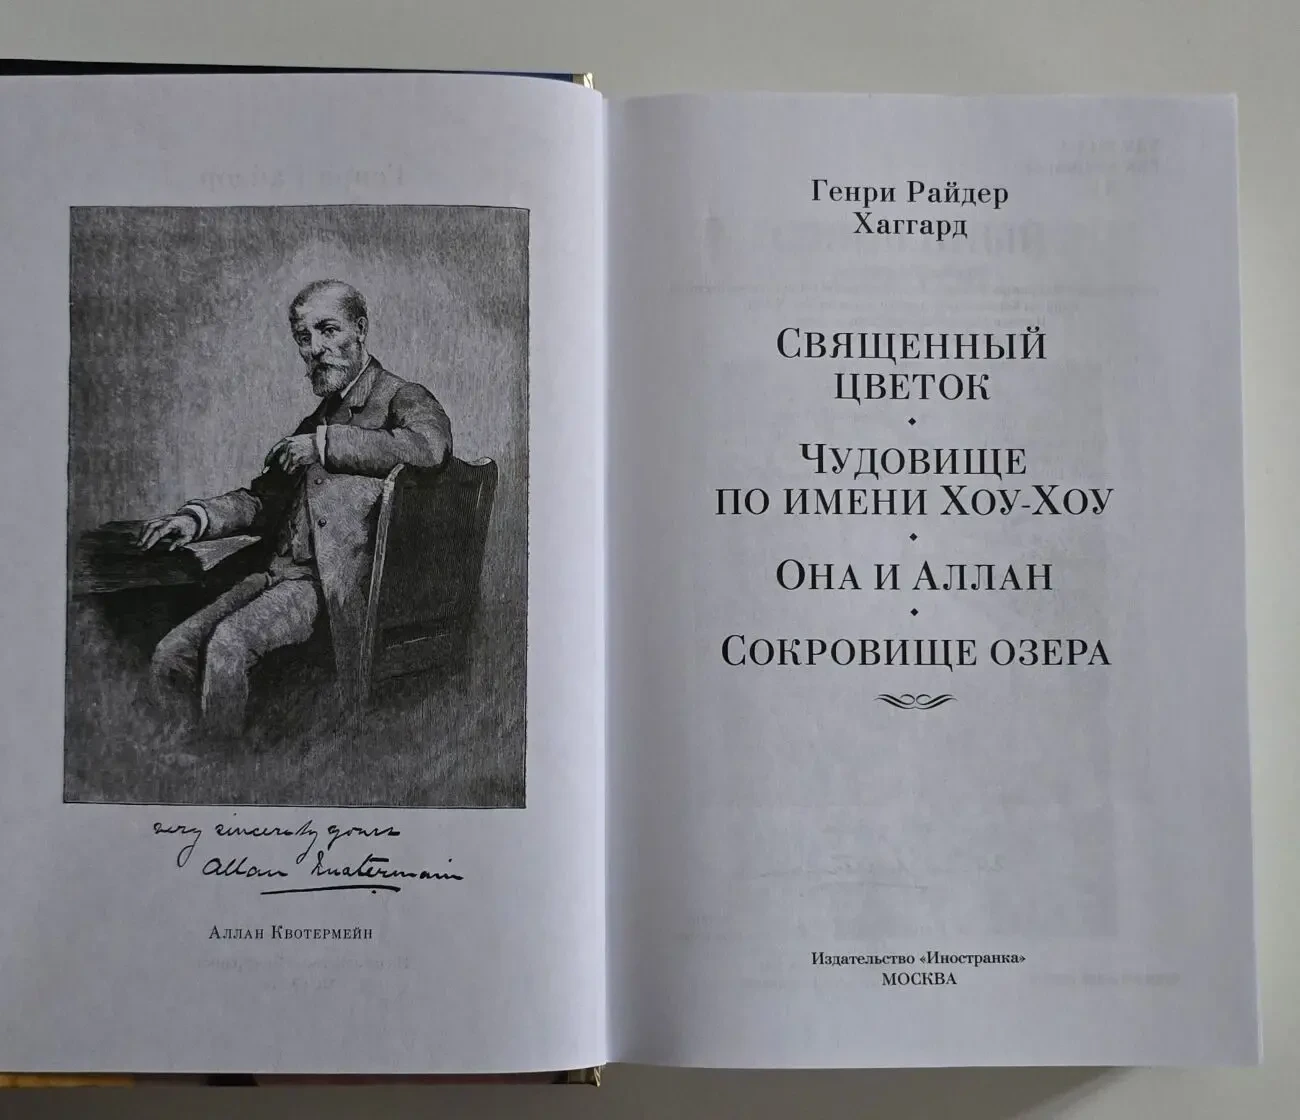 very sincerely yours
Allan Quatermain
Аллан Квотермейн
Генри Райдер
Хаггард
Священный
цветок
Чудовище
по имени Хоу-Хоу
Она и Аллан
Сокровище озера
Издательство «Иностранка»
МОСКВА